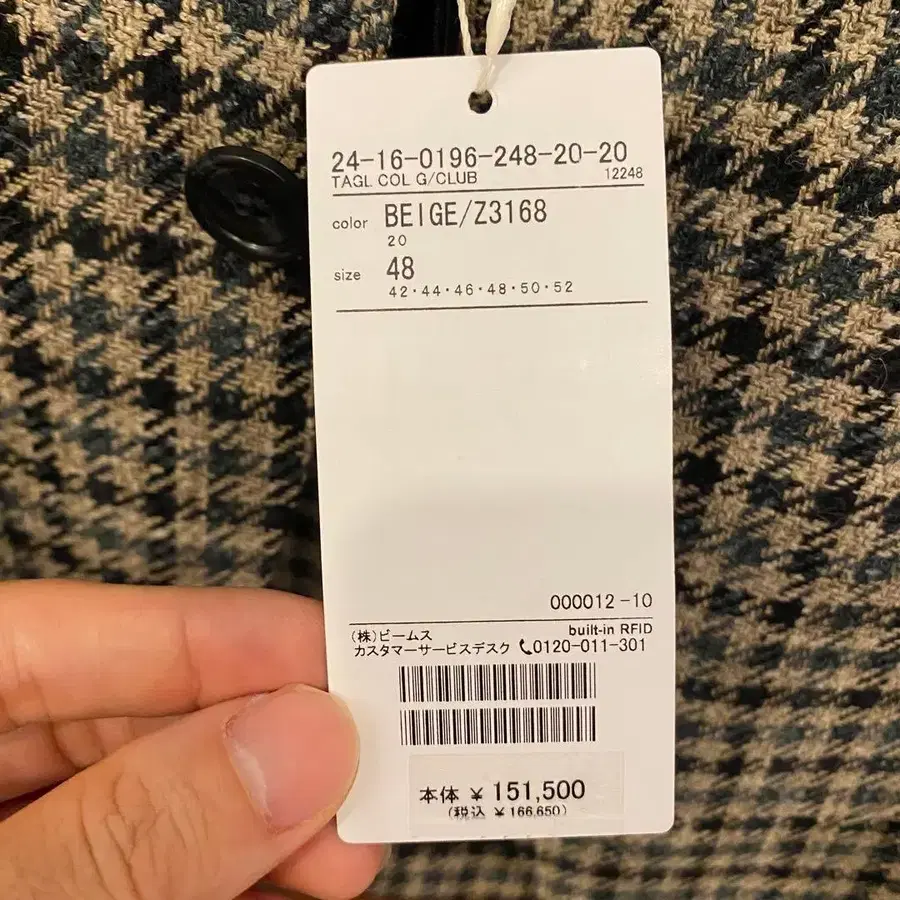 24-16-0196-248-20-20
TAGL COL G/CLUB 12248
color BEIGE/Z3168
20
size 48
42・44・46・48・50・52
000012-10
(株)ビームス built-in RFID
カスタマーサービスデスク 0120-011-301
本体 ¥ 151,500
(税込 ¥ 166,650)